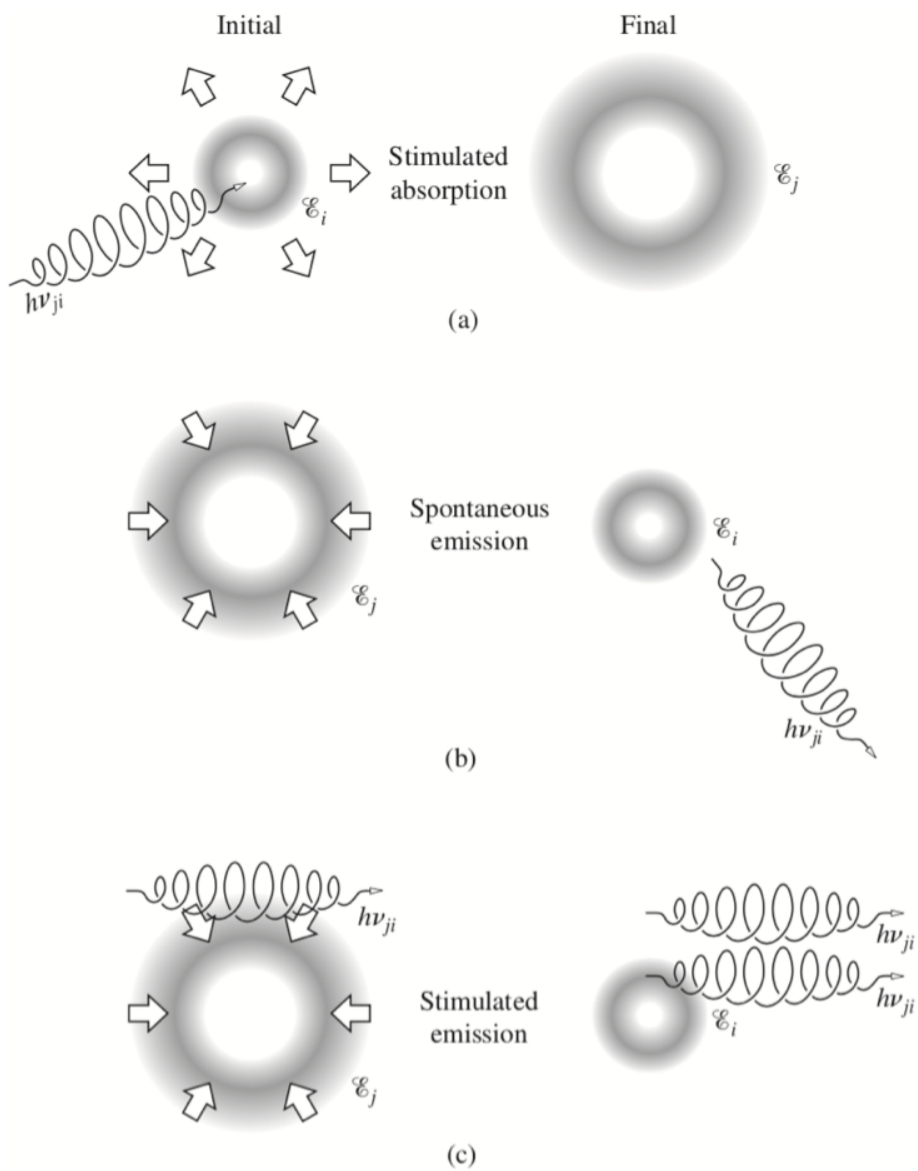 Initial
Final
Stimulated
absorption
ℰi
ℰj
hνji
(a)
Spontaneous
emission
ℰi
ℰj
hνji
(b)
hνji
hνji
Stimulated
emission
hνji
ℰi
ℰj
(c)